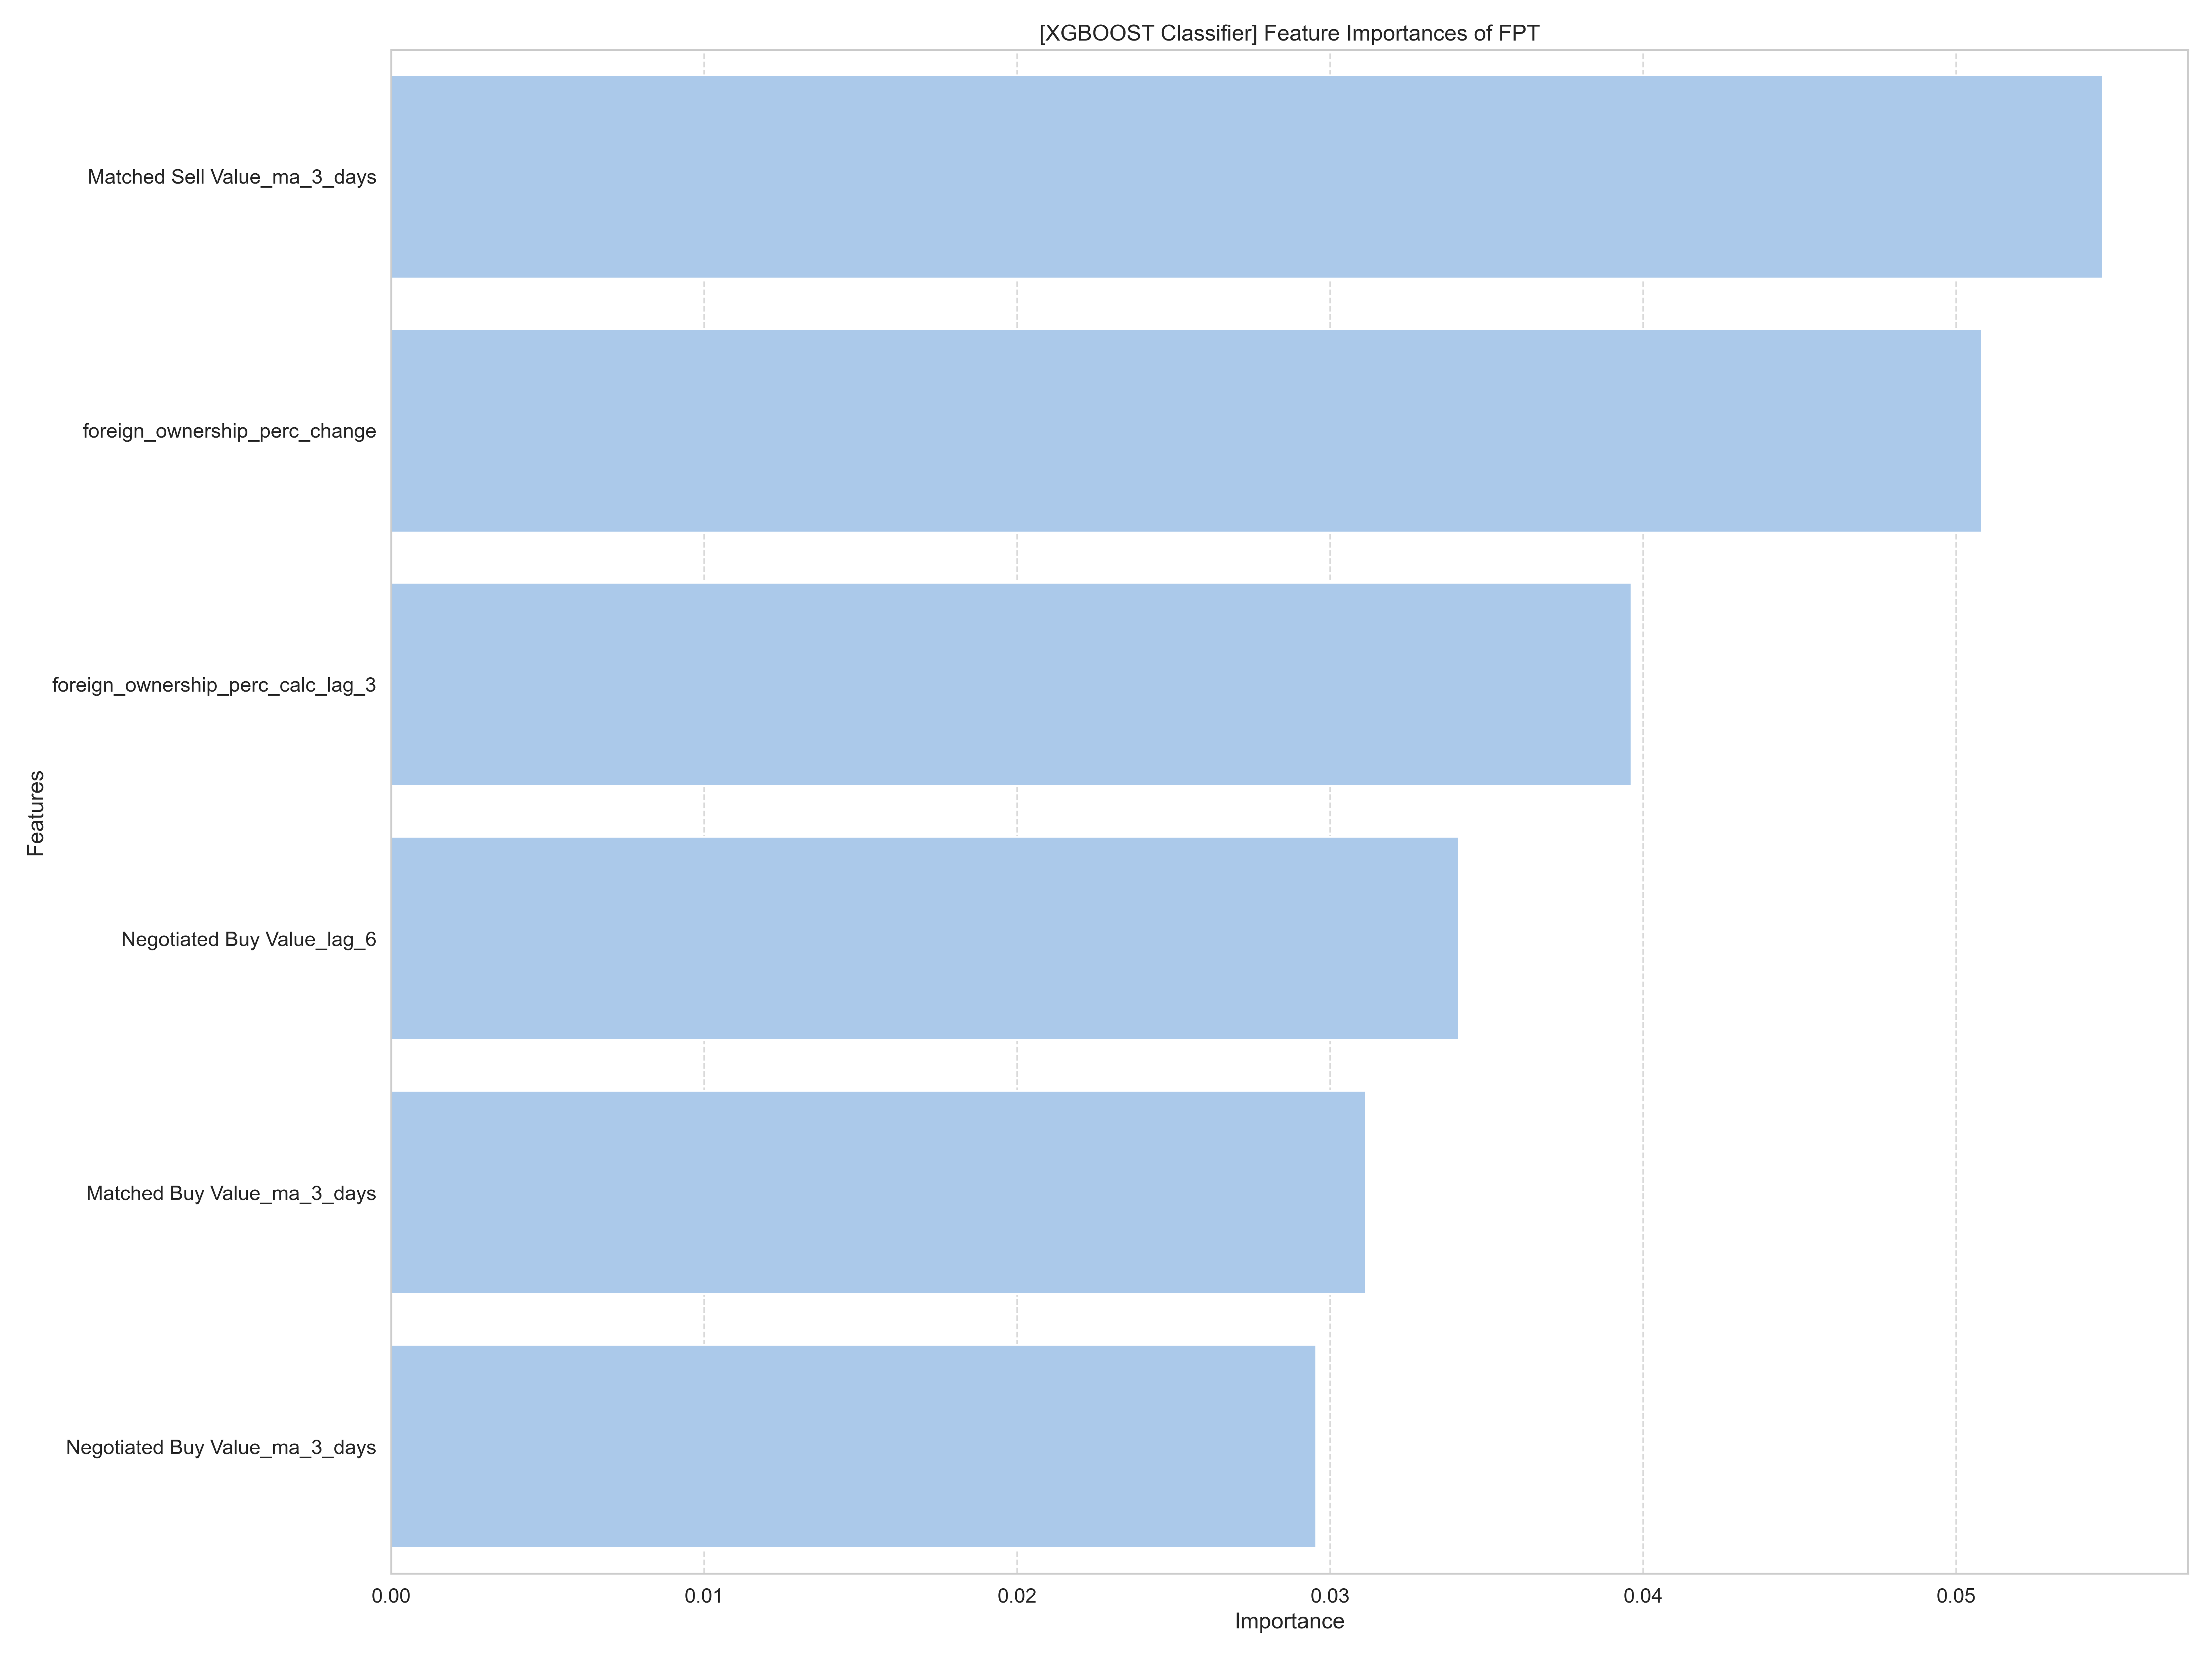 [XGBOOST Classifier] Feature Importances of FPT
Matched Sell Value_ma_3_days
foreign_ownership_perc_change
foreign_ownership_perc_calc_lag_3
Negotiated Buy Value_lag_6
Matched Buy Value_ma_3_days
Negotiated Buy Value_ma_3_days
Features
0.00 0.01 0.02 0.03 0.04 0.05
Importance